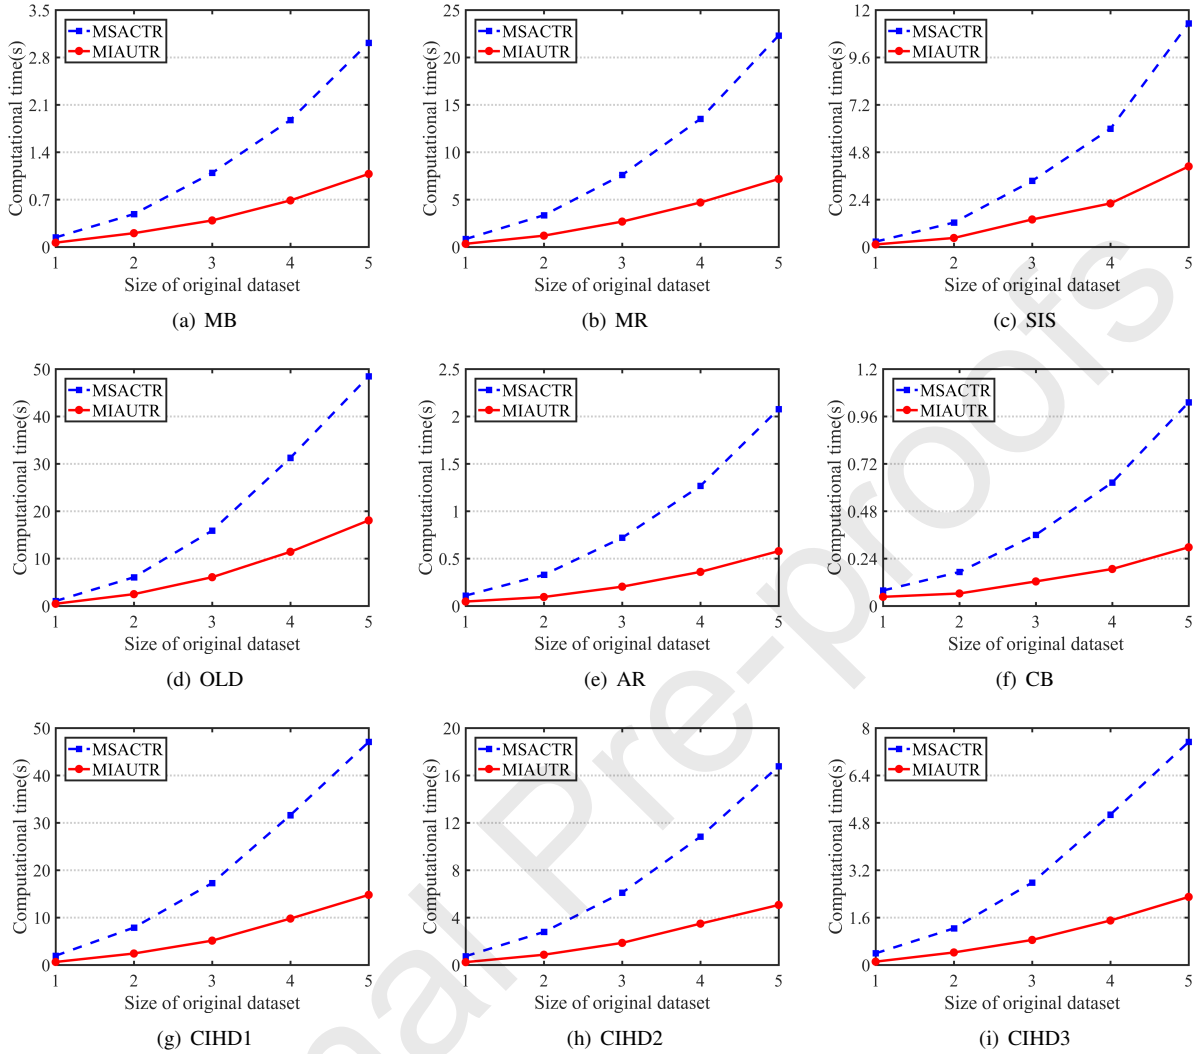 3.5
2.8
2.1
1.4
0.7
0
Computational time(s)
MSACTR
MIAUTR
1 2 3 4 5
Size of original dataset
(a) MB
25
20
15
10
5
0
Computational time(s)
MSACTR
MIAUTR
1 2 3 4 5
Size of original dataset
(b) MR
12
9.6
7.2
4.8
2.4
0
Computational time(s)
MSACTR
MIAUTR
1 2 3 4 5
Size of original dataset
(c) SIS
50
40
30
20
10
0
Computational time(s)
MSACTR
MIAUTR
1 2 3 4 5
Size of original dataset
(d) OLD
2.5
2
1.5
1
0.5
0
Computational time(s)
MSACTR
MIAUTR
1 2 3 4 5
Size of original dataset
(e) AR
1.2
0.96
0.72
0.48
0.24
0
Computational time(s)
MSACTR
MIAUTR
1 2 3 4 5
Size of original dataset
(f) CB
50
40
30
20
10
0
Computational time(s)
MSACTR
MIAUTR
1 2 3 4 5
Size of original dataset
(g) CIHD1
20
16
12
8
4
0
Computational time(s)
MSACTR
MIAUTR
1 2 3 4 5
Size of original dataset
(h) CIHD2
8
6.4
4.8
3.2
1.6
0
Computational time(s)
MSACTR
MIAUTR
1 2 3 4 5
Size of original dataset
(i) CIHD3
nal Pre-proofs